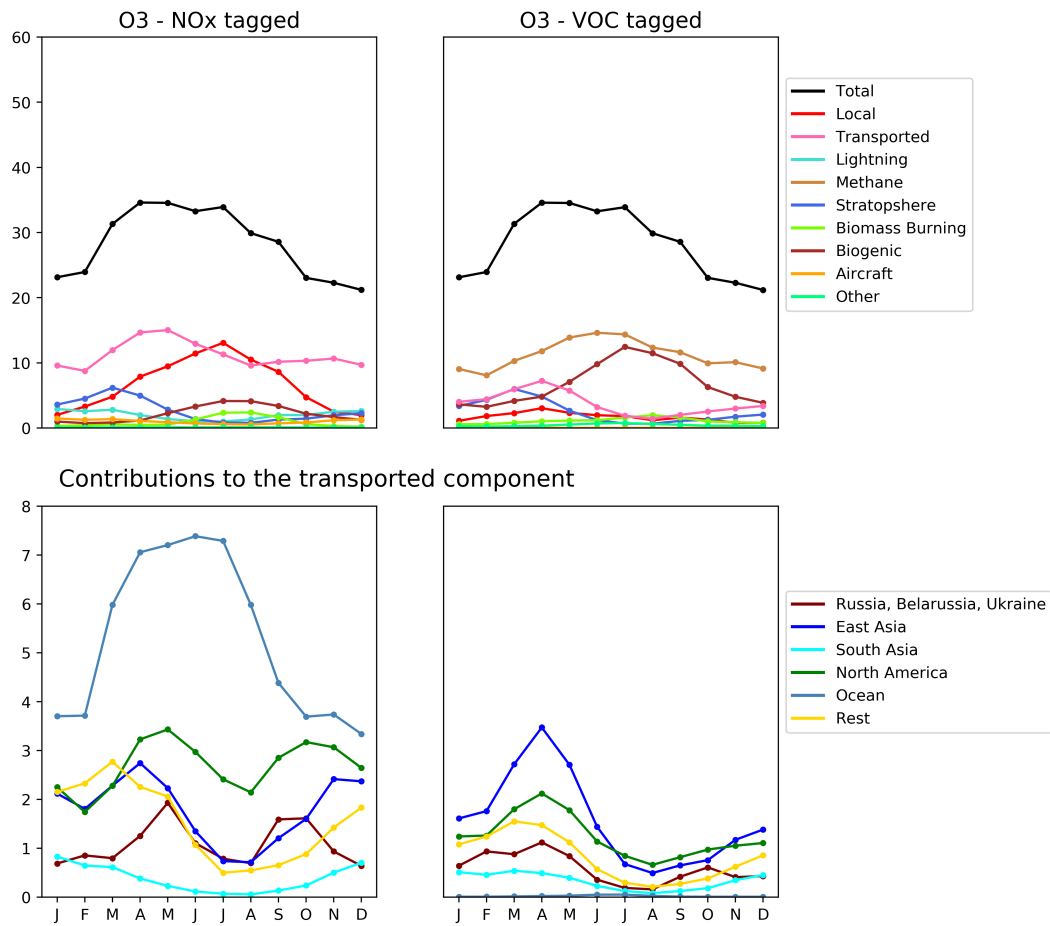 O3 - NOx tagged
O3 - VOC tagged
60
50
40
30
20
10
0
Total
Local
Transported
Lightning
Methane
Stratopshere
Biomass Burning
Biogenic
Aircraft
Other
Contributions to the transported component
8
7
6
5
4
3
2
1
0
J F M A M J J A S O N D
J F M A M J J A S O N D
Russia, Belarussia, Ukraine
East Asia
South Asia
North America
Ocean
Rest